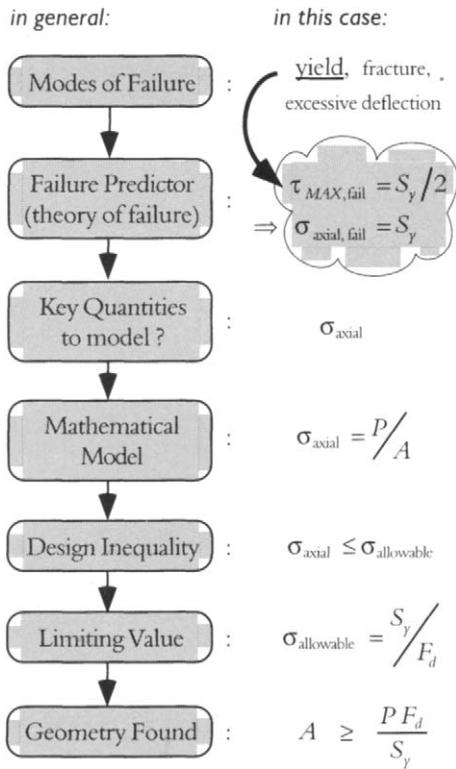 in general: in this case:
Modes of Failure : yield, fracture,
excessive deflection
Failure Predictor
(theory of failure) : τ_MAX,fail = S_y/2
⇒ σ_axial, fail = S_y
Key Quantities
to model ? : σ_axial
Mathematical
Model : σ_axial = P/A
Design Inequality : σ_axial ≤ σ_allowable
Limiting Value : σ_allowable = S_y/F_d
Geometry Found : A ≥ P F_d / S_y